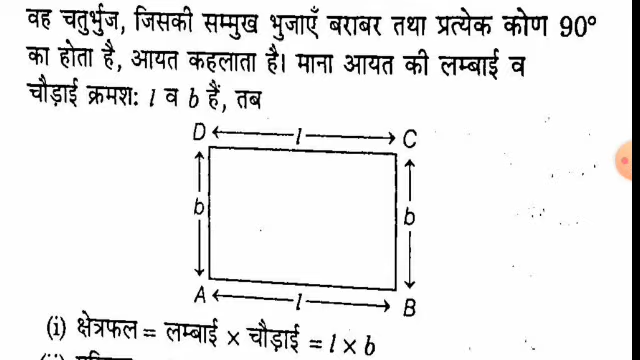 वह चतुर्भुज, जिसकी सम्मुख भुजाएँ बराबर तथा प्रत्येक कोण 90°
का होता है, आयत कहलाता है। माना आयत की लम्बाई व
चौड़ाई क्रमशः l व b हैं, तब
D l C
b b
A l B
(i) क्षेत्रफल = लम्बाई × चौड़ाई = l × b